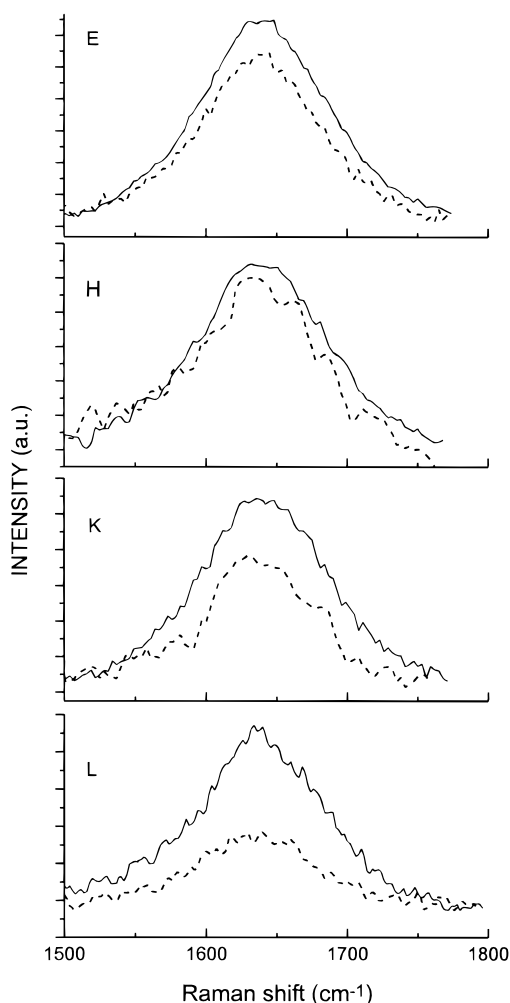 E
H
K
L
INTENSITY (a.u.)
1500 1600 1700 1800
Raman shift (cm-1)